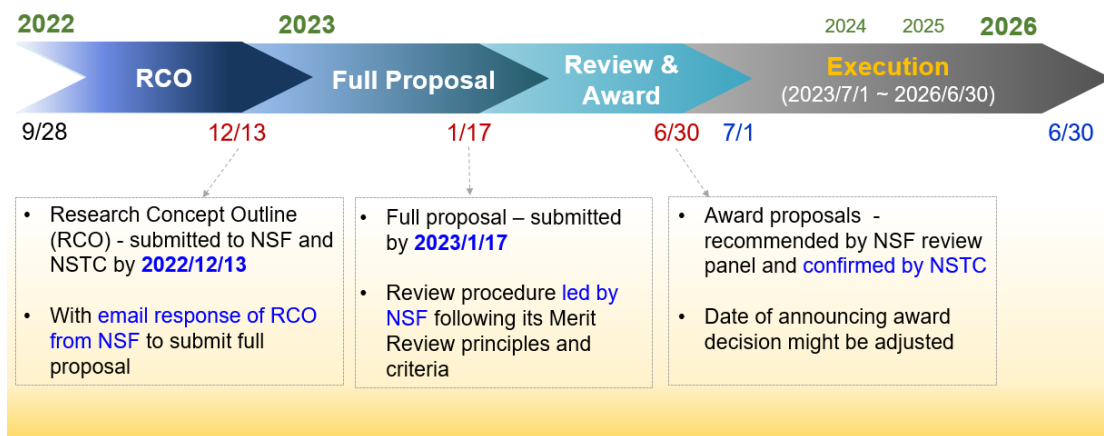 2022
2023
2024
2025
2026
RCO
Full Proposal
Review &
Award
Execution
(2023/7/1 ~ 2026/6/30)
9/28
12/13
1/17
6/30
7/1
6/30
• Research Concept Outline
(RCO) - submitted to NSF and
NSTC by 2022/12/13
• With email response of RCO
from NSF to submit full
proposal
• Full proposal – submitted
by 2023/1/17
• Review procedure led by
NSF following its Merit
Review principles and
criteria
• Award proposals -
recommended by NSF review
panel and confirmed by NSTC
• Date of announcing award
decision might be adjusted